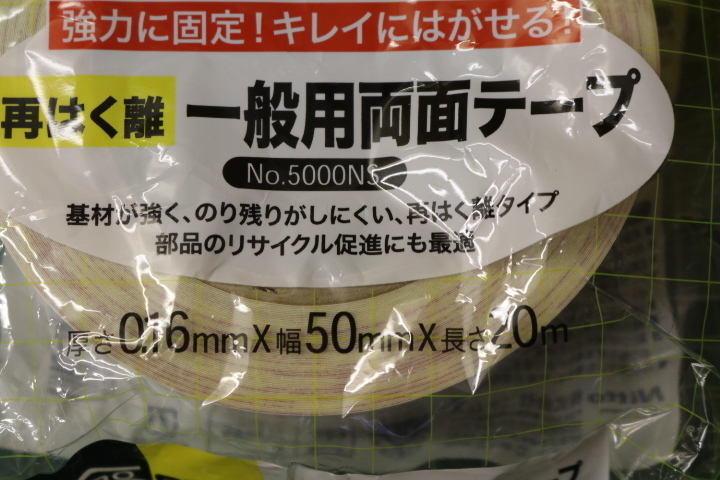 強力に固定！キレイにはがせる！
再はく離 一般用両面テープ
No.5000NS
基材が強く、のり残りがしにくい、再はく離タイプ
部品のリサイクル促進にも最適
厚さ0.16mm X 幅50mm X 長さ20m
Nitto